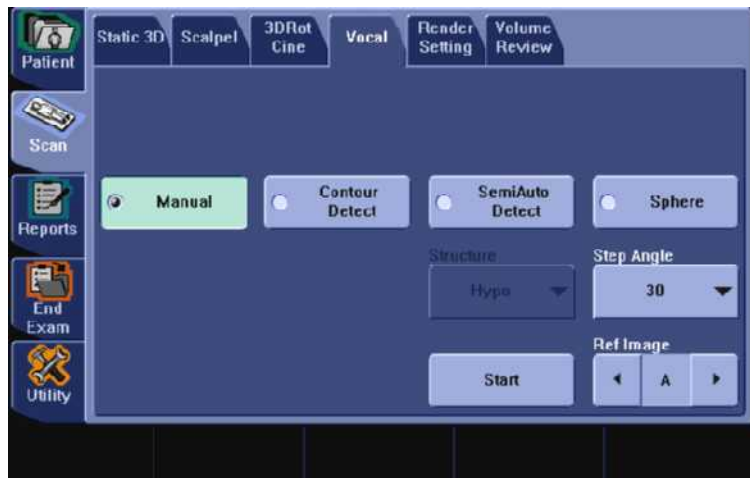 Static 3D
Scalpel
3DRot
Cine
Vocal
Render
Setting
Volume
Review
Patient
Scan
Reports
End
Exam
Utility
Manual
Contour
Detect
SemiAuto
Detect
Sphere
Structure
Step Angle
Hypo
30
Ref Image
Start
A